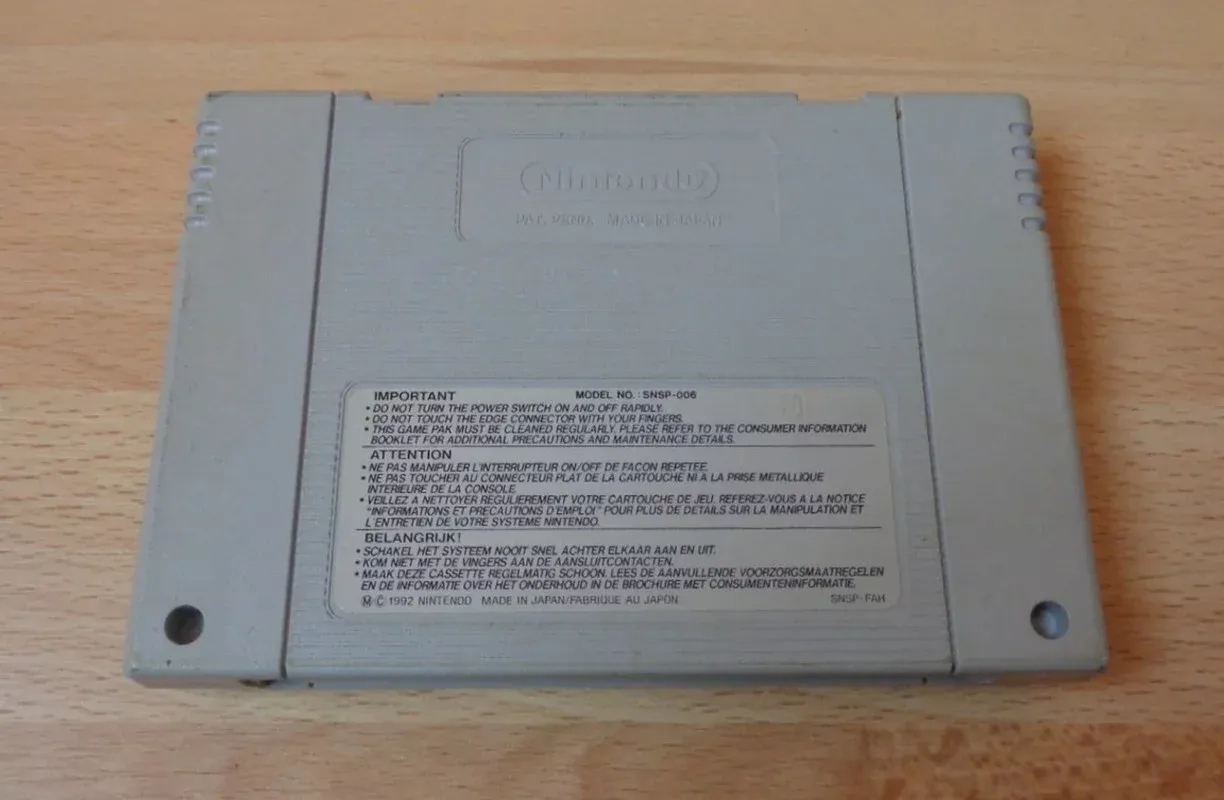 Nintendo
PAT. PEND. MADE IN JAPAN
IMPORTANT MODEL NO. : SNSP-006
• DO NOT TURN THE POWER SWITCH ON AND OFF RAPIDLY.
• DO NOT TOUCH THE EDGE CONNECTOR WITH YOUR FINGERS.
• THIS GAME PAK MUST BE CLEANED REGULARLY. PLEASE REFER TO THE CONSUMER INFORMATION
BOOKLET FOR ADDITIONAL PRECAUTIONS AND MAINTENANCE DETAILS.
ATTENTION
• NE PAS MANIPULER L'INTERRUPTEUR ON/OFF DE FACON REPETEE.
• NE PAS TOUCHER AU CONNECTEUR PLAT DE LA CARTOUCHE NI A LA PRISE METALLIQUE
INTERIEURE DE LA CONSOLE.
• VEILLEZ A NETTOYER REGULIEREMENT VOTRE CARTOUCHE DE JEU. REFEREZ-VOUS A LA NOTICE
"INFORMATIONS ET PRECAUTIONS D'EMPLOI" POUR PLUS DE DETAILS SUR LA MANIPULATION ET
L'ENTRETIEN DE VOTRE SYSTEME NINTENDO.
BELANGRIJK!
• SCHAKEL HET SYSTEEM NOOIT SNEL ACHTER ELKAAR AAN EN UIT.
• KOM NIET MET DE VINGERS AAN DE AANSLUITCONTACTEN.
• MAAK DEZE CASSETTE REGELMATIG SCHOON. LEES DE AANVULLENDE VOORZORGSMAATREGELEN
EN DE INFORMATIE OVER HET ONDERHOUD IN DE BROCHURE MET CONSUMENTENINFORMATIE.
Ⓜ©1992 NINTENDO MADE IN JAPAN/FABRIQUE AU JAPON SNSP-FAH